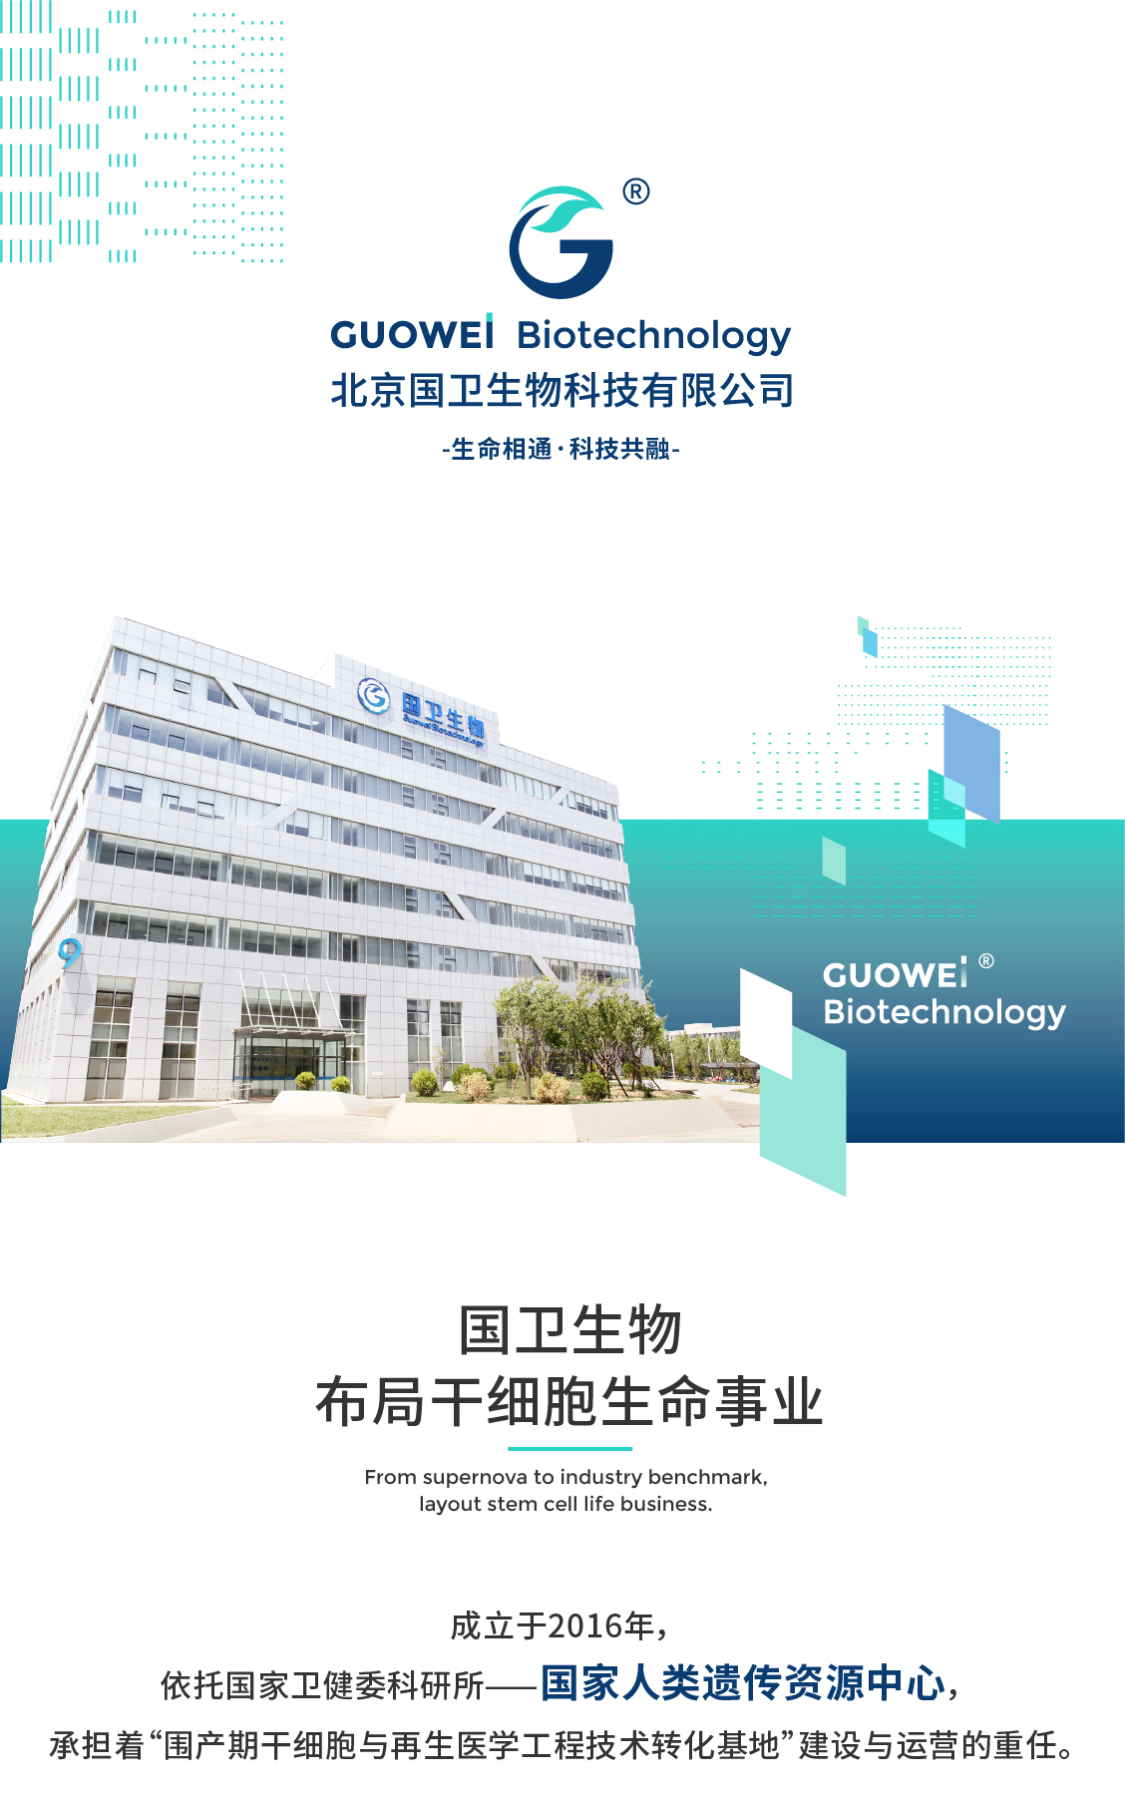 ®
GUOWEI Biotechnology
北京国卫生物科技有限公司
-生命相通·科技共融-
国卫生物
Guowei Biotechnology
9
GUOWEI ®
Biotechnology
国卫生物
布局干细胞生命事业
From supernova to industry benchmark,
layout stem cell life business.
成立于2016年，
依托国家卫健委科研所——国家人类遗传资源中心，
承担着“围产期干细胞与再生医学工程技术转化基地”建设与运营的重任。